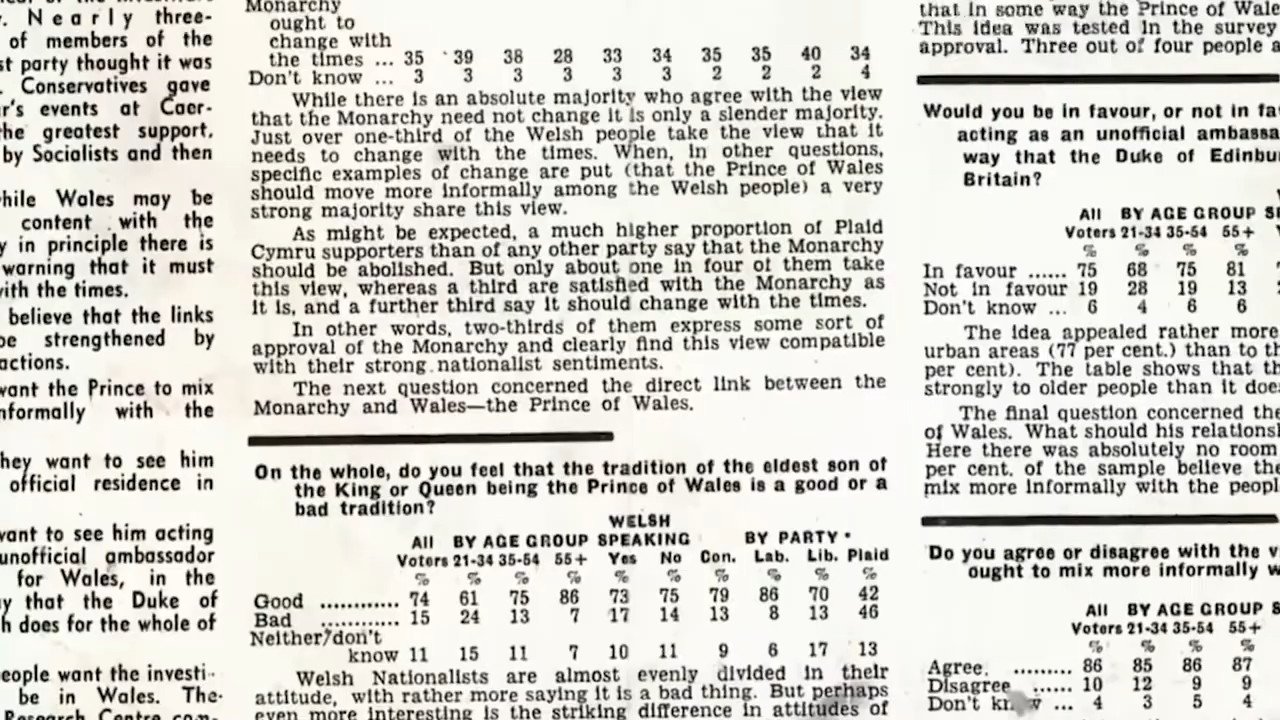 . Nearly three-
of members of the
st party thought it was
. Conservatives gave
r's events at Caer-
the greatest support,
by Socialists and then
while Wales may be
content with the
y in principle there is
warning that it must
with the times.
believe that the links
be strengthened by
actions.
want the Prince to mix
nformally with the
they want to see him
official residence in
want to see him acting
unofficial ambassador
for Wales, in the
y that the Duke of
h does for the whole of
eople want the investi-
be in Wales. The
Research Centre com-
Monarchy
ought to
change with
the times ... 35 39 38 28 33 34 35 35 40 34
Don't know ... 3 3 3 3 3 3 2 2 2 4
While there is an absolute majority who agree with the view
that the Monarchy need not change it is only a slender majority.
Just over one-third of the Welsh people take the view that it
needs to change with the times. When, in other questions,
specific examples of change are put (that the Prince of Wales
should move more informally among the Welsh people) a very
strong majority share this view.
As might be expected, a much higher proportion of Plaid
Cymru supporters than of any other party say that the Monarchy
should be abolished. But only about one in four of them take
this view, whereas a third are satisfied with the Monarchy as
it is, and a further third say it should change with the times.
In other words, two-thirds of them express some sort of
approval of the Monarchy and clearly find this view compatible
with their strong nationalist sentiments.
The next question concerned the direct link between the
Monarchy and Wales—the Prince of Wales.
On the whole, do you feel that the tradition of the eldest son of
the King or Queen being the Prince of Wales is a good or a
bad tradition?
WELSH
All BY AGE GROUP SPEAKING BY PARTY
Voters 21-34 35-54 55+ Yes No Con. Lab. Lib. Plaid
% % % % % % % % % %
Good ............ 74 61 75 86 73 75 79 86 70 42
Bad ............ 15 24 13 7 17 14 13 8 13 46
Neither/don't
know 11 15 11 7 10 11 9 6 17 13
Welsh Nationalists are almost evenly divided in their
attitude, with rather more saying it is a bad thing. But perhaps
even more interesting is the striking difference in attitudes of
that in some way the Prince of Wale
This idea was tested in the survey
approval. Three out of four people a
Would you be in favour, or not in fa
acting as an unofficial ambassa
way that the Duke of Edinbur
Britain?
All BY AGE GROUP S
Voters 21-34 35-54 55+
% % % %
In favour ...... 75 68 75 81
Not in favour 19 28 19 13
Don't know ... 6 4 6 6
The idea appealed rather more
urban areas (77 per cent.) than to th
per cent). The table shows that th
strongly to older people than it doe
The final question concerned the
of Wales. What should his relations
Here there was absolutely no room
per cent. of the sample believe the
mix more informally with the peopl
Do you agree or disagree with the v
ought to mix more informally w
All BY AGE GROUP S
Voters 21-34 35-54 55+
% % % %
Agree. ......... 86 85 86 87
Disagree ...... 10 12 9 9
Don't ... 4 3 5 4